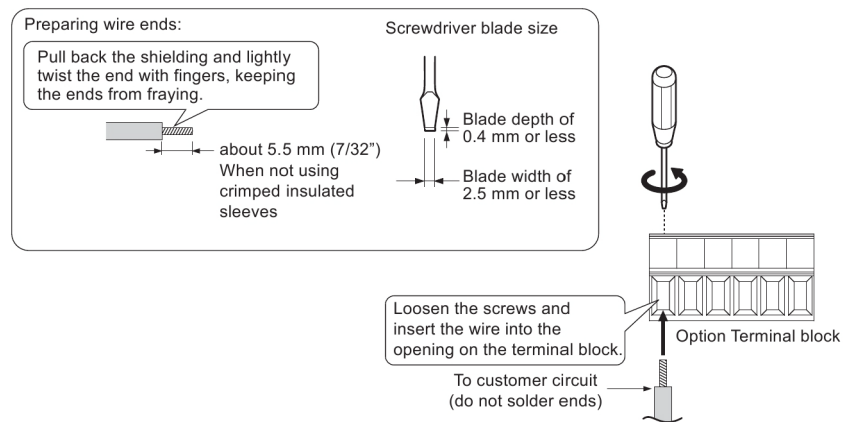 Preparing wire ends:
Pull back the shielding and lightly
twist the end with fingers, keeping
the ends from fraying.
about 5.5 mm (7/32”)
When not using
crimped insulated
sleeves
Screwdriver blade size
Blade depth of
0.4 mm or less
Blade width of
2.5 mm or less
Loosen the screws and
insert the wire into the
opening on the terminal block.
Option Terminal block
To customer circuit
(do not solder ends)